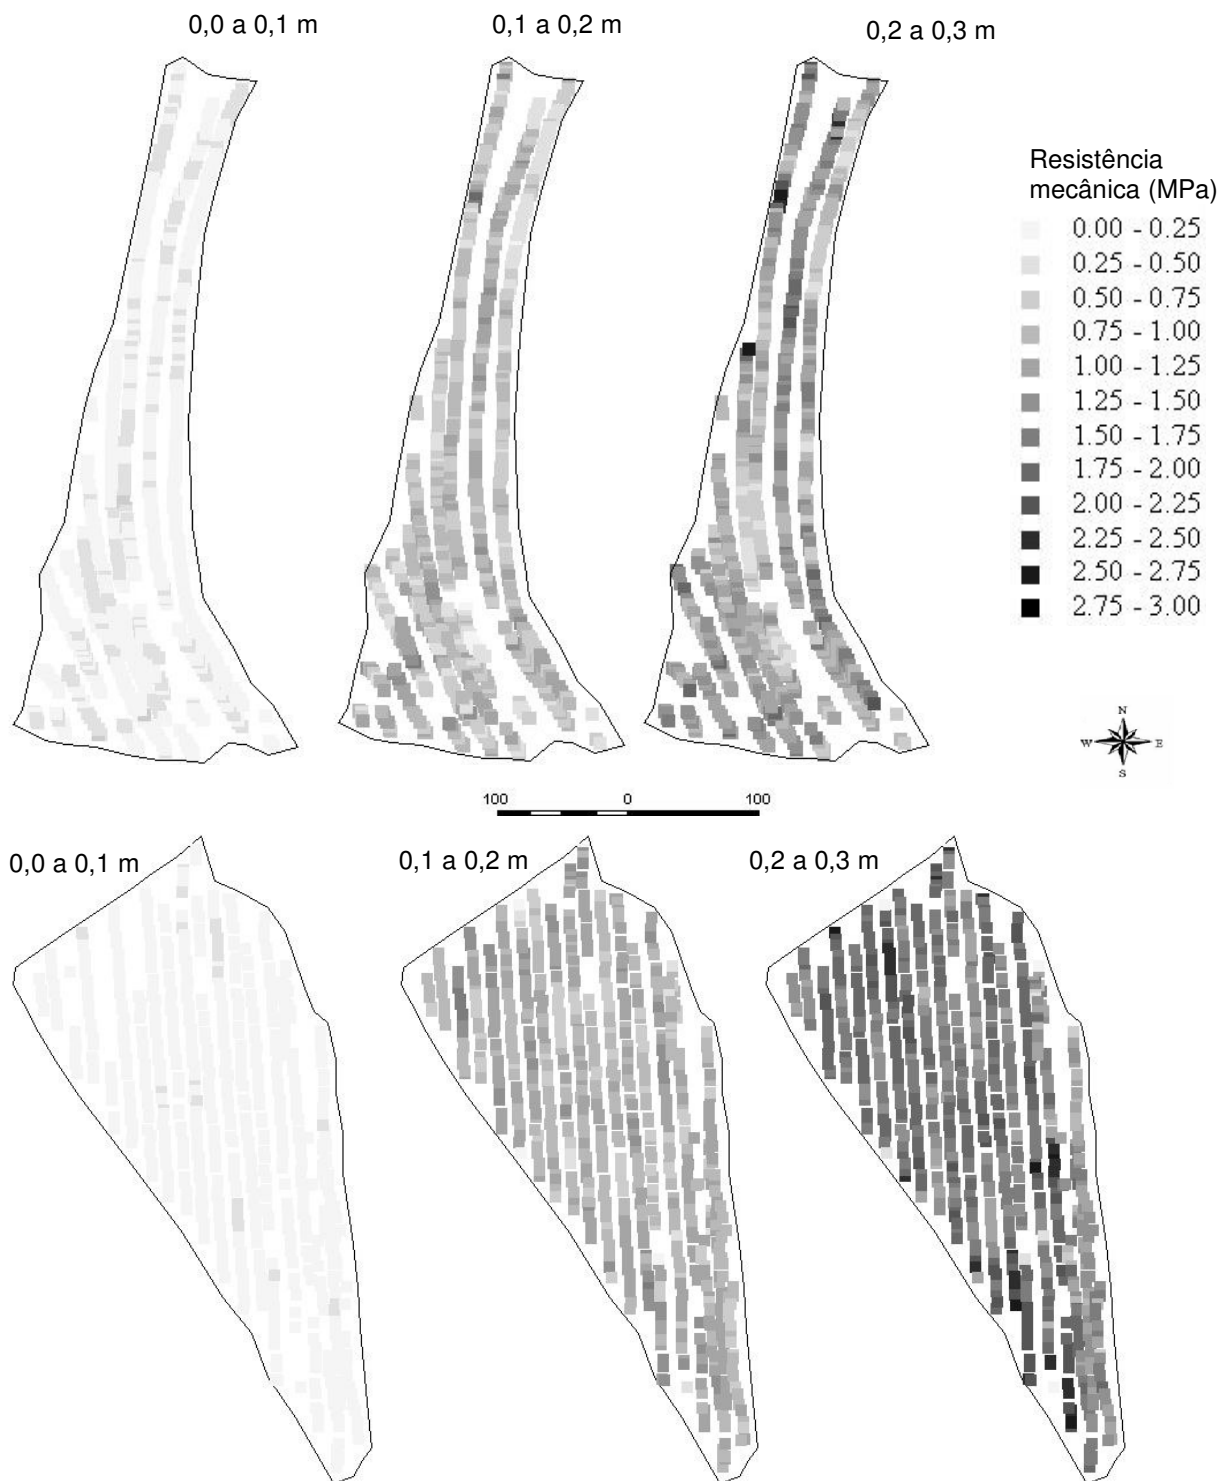 0,0 a 0,1 m
0,1 a 0,2 m
0,2 a 0,3 m
Resistência
mecânica (MPa)
0.00 - 0.25
0.25 - 0.50
0.50 - 0.75
0.75 - 1.00
1.00 - 1.25
1.25 - 1.50
1.50 - 1.75
1.75 - 2.00
2.00 - 2.25
2.25 - 2.50
2.50 - 2.75
2.75 - 3.00
N
W E
S
100 0 100
0,0 a 0,1 m
0,1 a 0,2 m
0,2 a 0,3 m